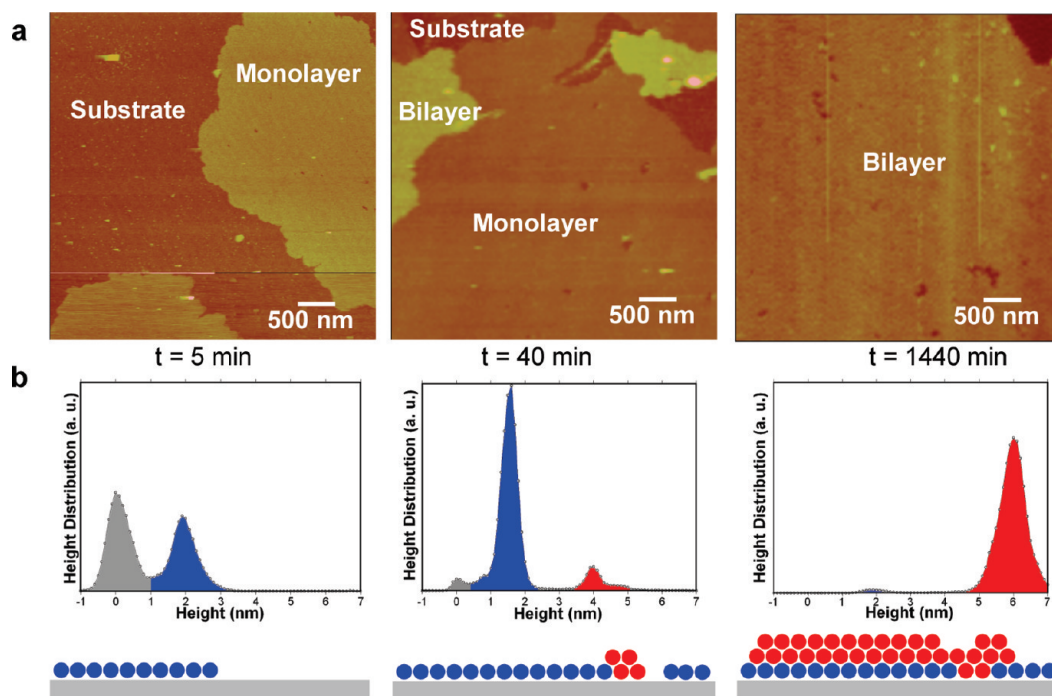 a
Substrate
Monolayer
500 nm
Substrate
Bilayer
Monolayer
500 nm
Bilayer
500 nm
t = 5 min
t = 40 min
t = 1440 min
b
Height Distribution (a. u.)
-1 0 1 2 3 4 5 6 7
Height (nm)
Height Distribution (a. u.)
-1 0 1 2 3 4 5 6 7
Height (nm)
Height Distribution (a. u.)
-1 0 1 2 3 4 5 6 7
Height (nm)